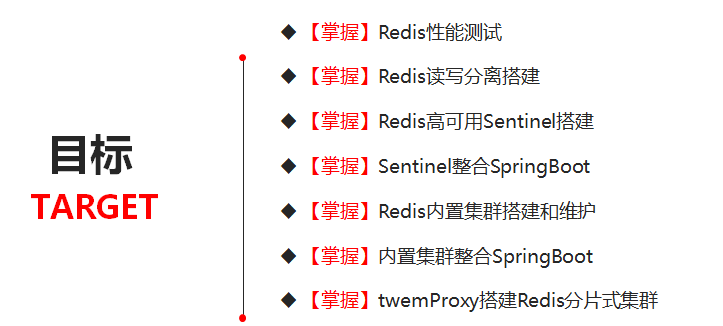 目标
TARGET
◆ 【掌握】Redis性能测试
◆ 【掌握】Redis读写分离搭建
◆ 【掌握】Redis高可用Sentinel搭建
◆ 【掌握】Sentinel整合SpringBoot
◆ 【掌握】Redis内置集群搭建和维护
◆ 【掌握】内置集群整合SpringBoot
◆ 【掌握】twemProxy搭建Redis分片式集群